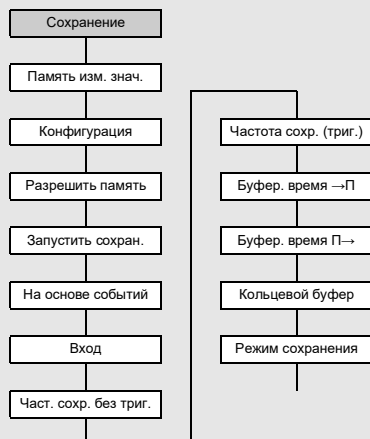 Сохранение
Память изм. знач.
Конфигурация
Разрешить память
Запустить сохран.
На основе событий
Вход
Част. сохр. без триг.
Частота сохр. (триг.)
Буфер. время →П
Буфер. время П→
Кольцевой буфер
Режим сохранения